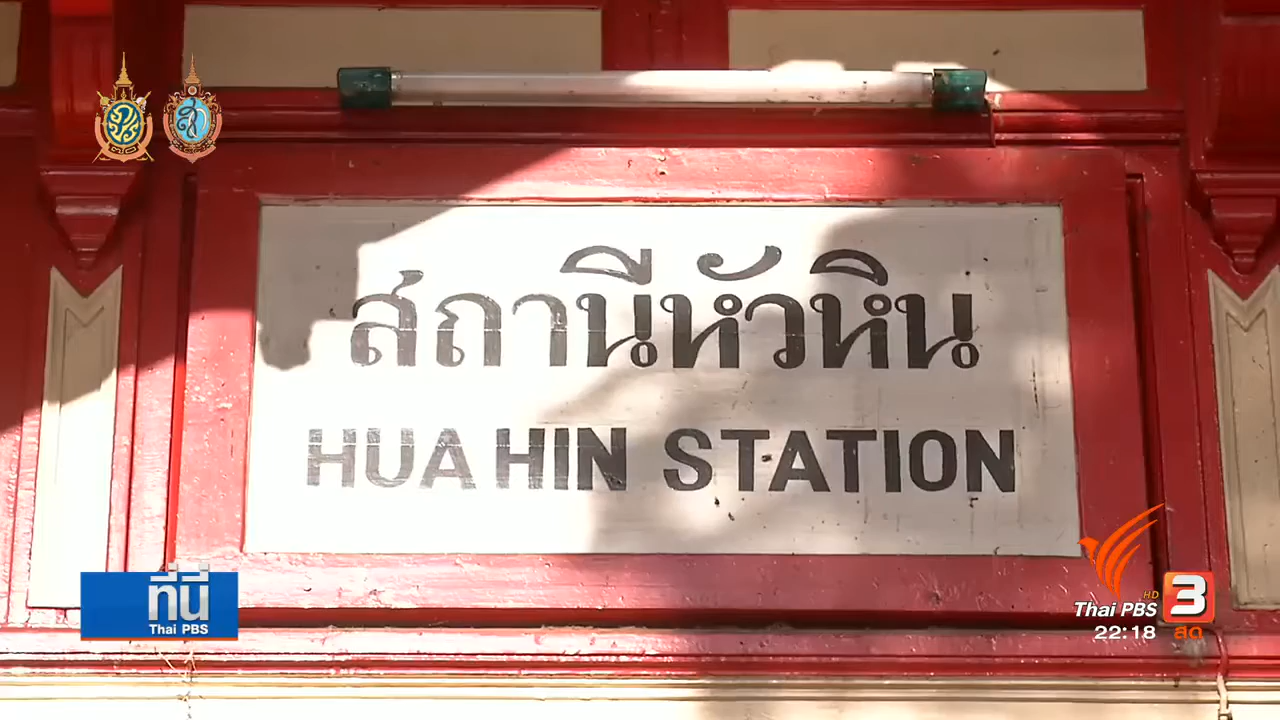 สถานีหัวหิน
HUA HIN STATION
ที่นี่
Thai PBS
HD
Thai PBS 3
22:18 สด